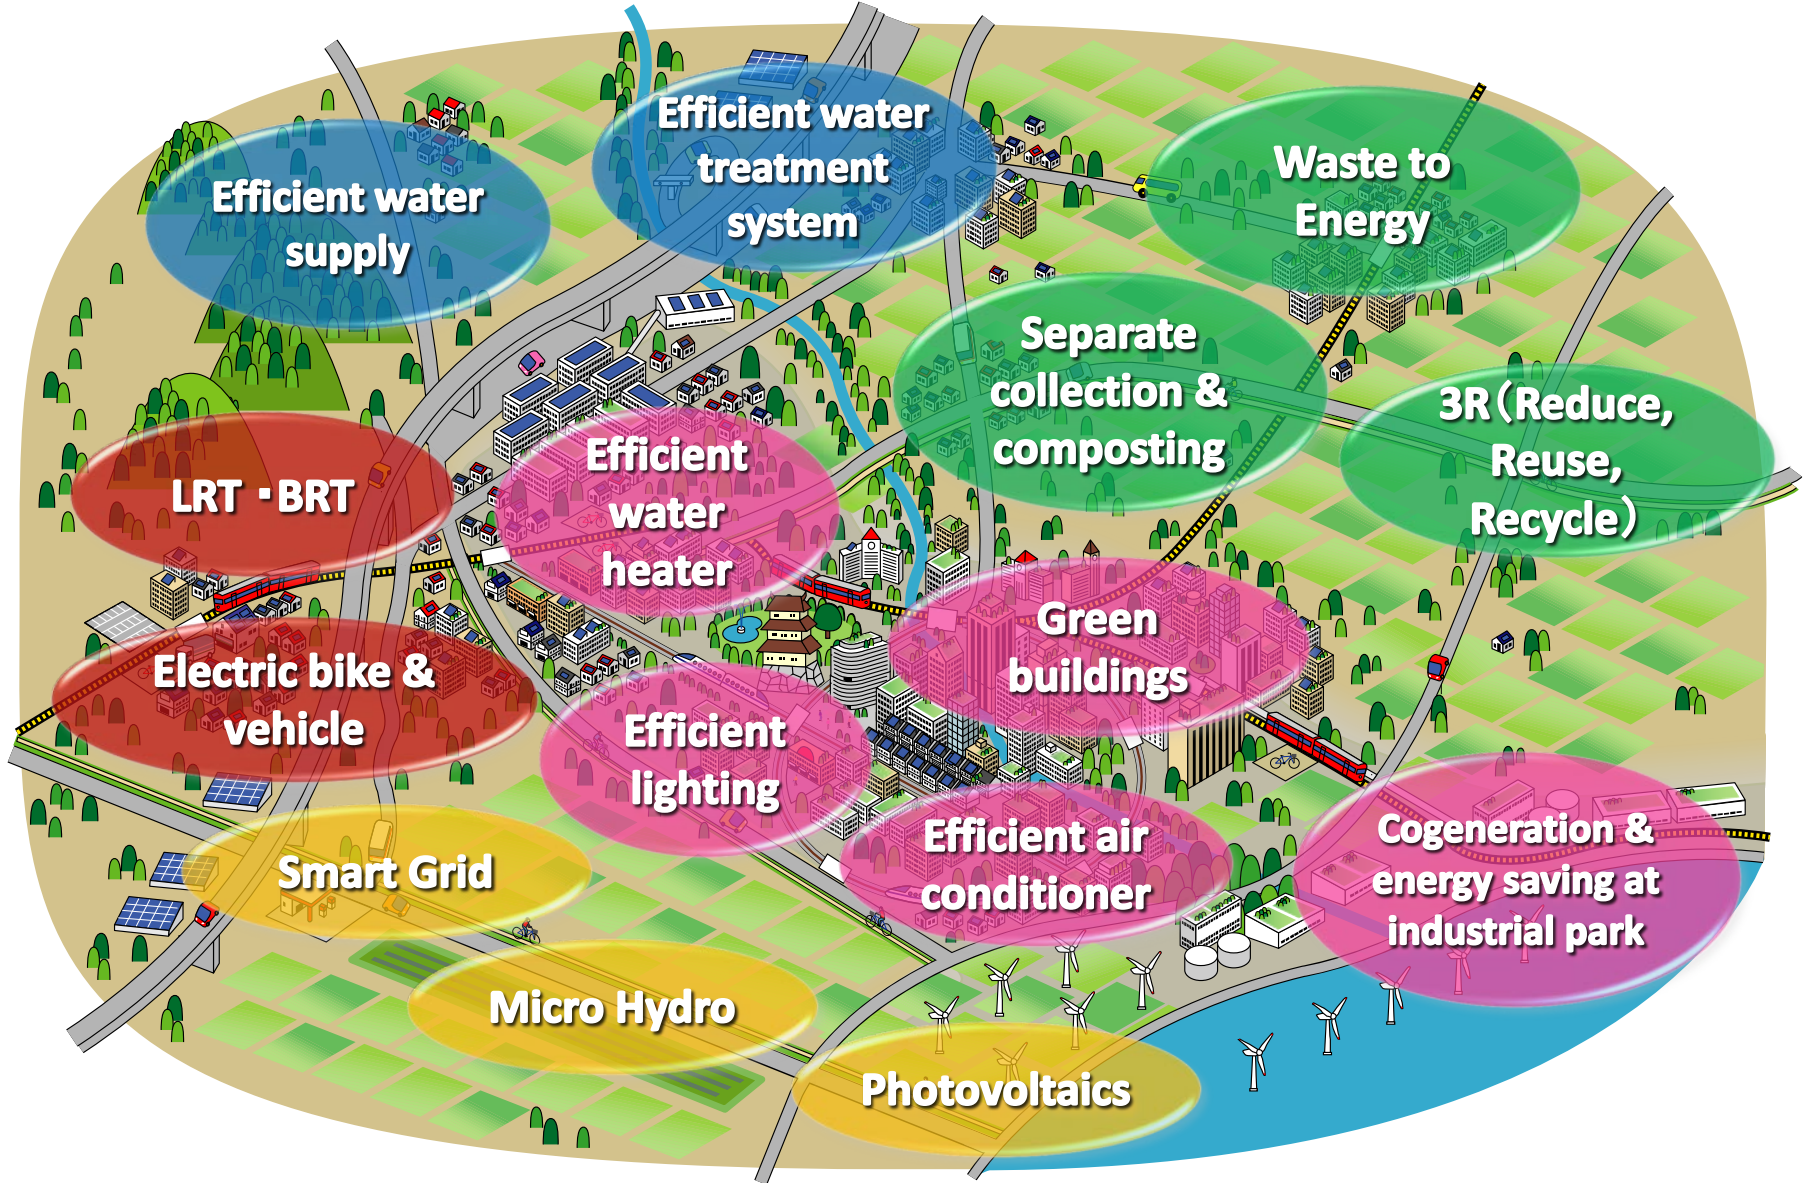 Efficient water
supply
Efficient water
treatment
system
Waste to
Energy
Separate
collection &
composting
3R（Reduce,
Reuse,
Recycle）
LRT ・BRT
Efficient
water
heater
Green
buildings
Electric bike &
vehicle
Efficient
lighting
Efficient air
conditioner
Cogeneration &
energy saving at
industrial park
Smart Grid
Micro Hydro
Photovoltaics